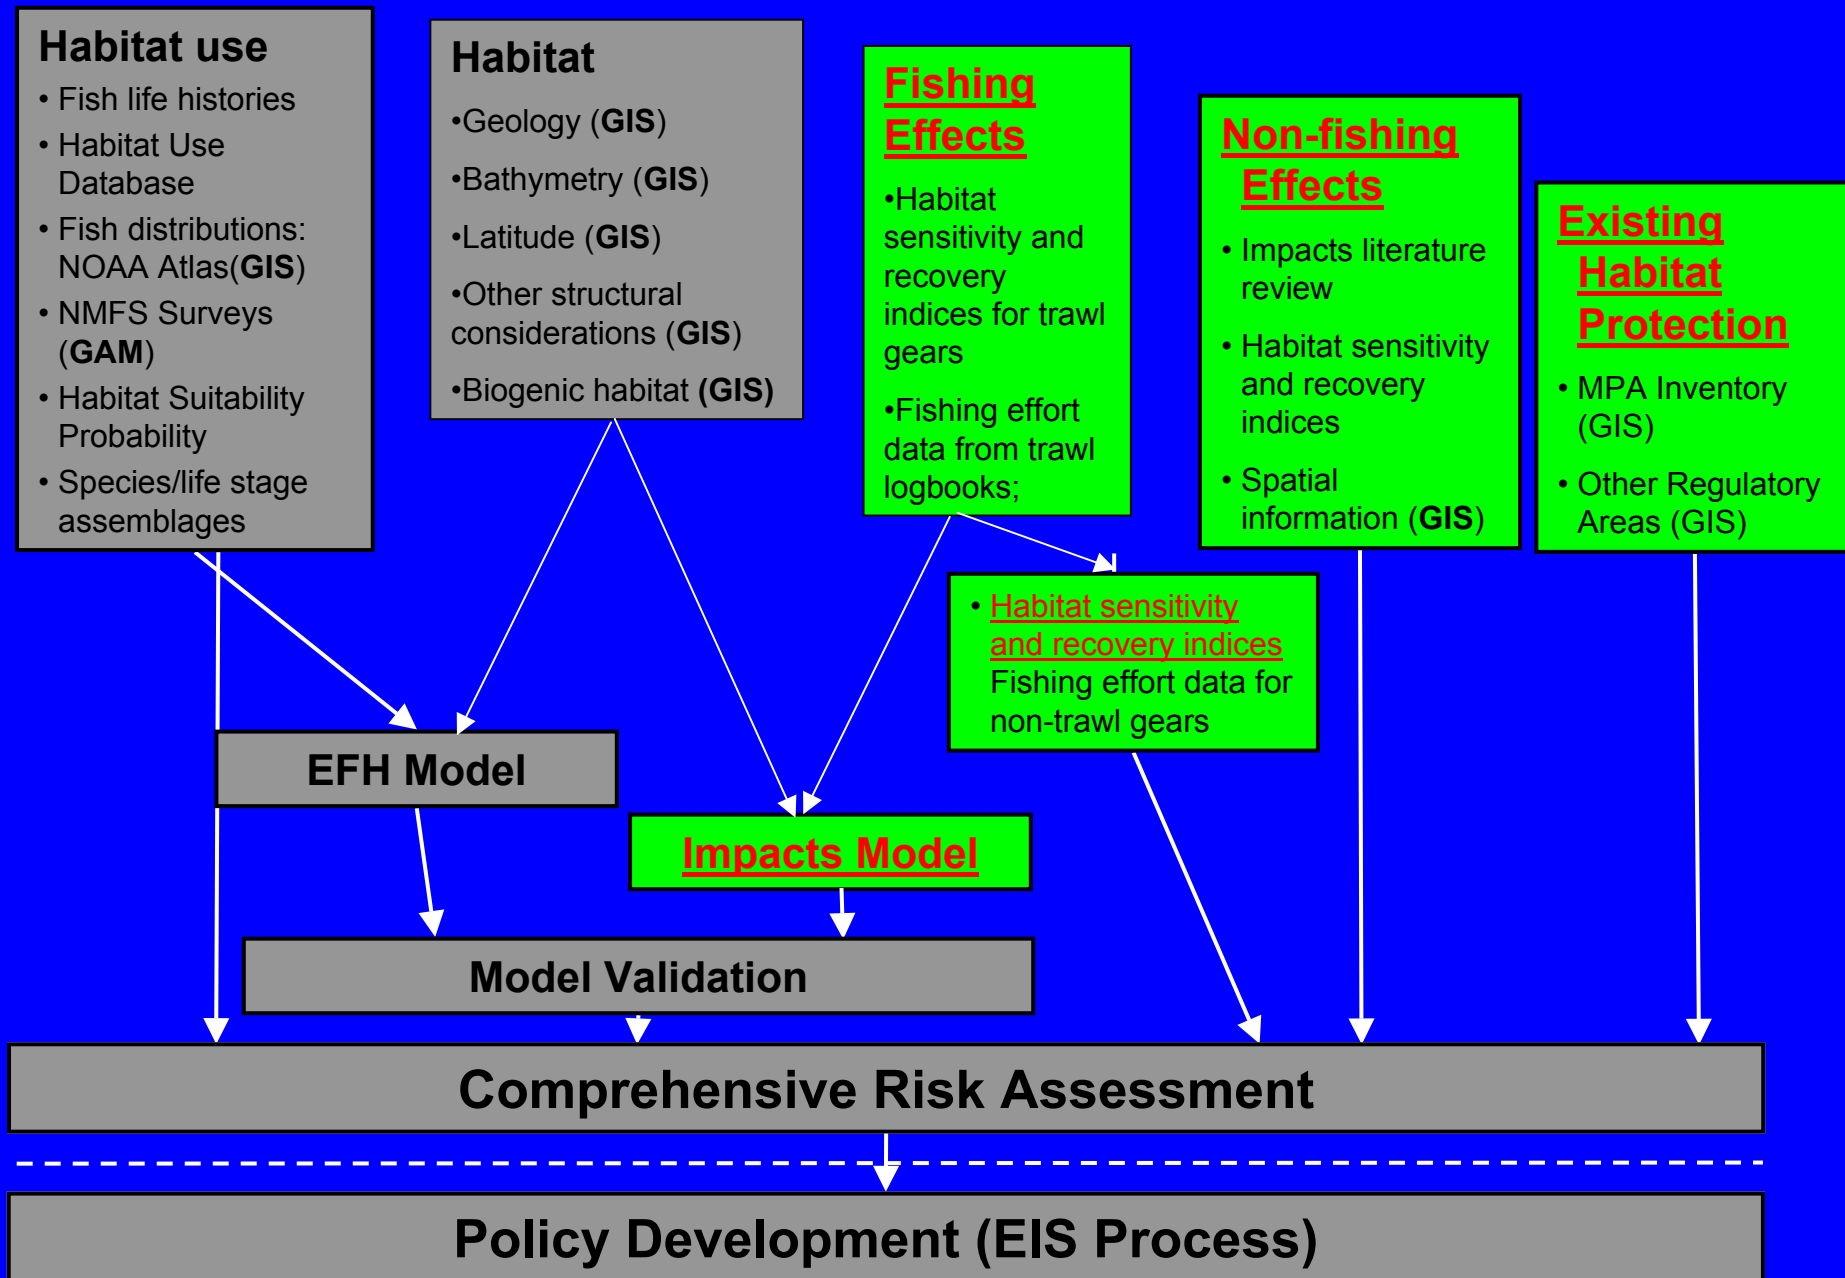 Habitat use
• Fish life histories
• Habitat Use
Database
• Fish distributions:
NOAA Atlas(GIS)
• NMFS Surveys
(GAM)
• Habitat Suitability
Probability
• Species/life stage
assemblages
Habitat
•Geology (GIS)
•Bathymetry (GIS)
•Latitude (GIS)
•Other structural
considerations (GIS)
•Biogenic habitat (GIS)
Fishing
Effects
•Habitat
sensitivity and
recovery
indices for trawl
gears
•Fishing effort
data from trawl
logbooks;
Non-fishing
Effects
• Impacts literature
review
• Habitat sensitivity
and recovery
indices
• Spatial
information (GIS)
Existing
Habitat
Protection
• MPA Inventory
(GIS)
• Other Regulatory
Areas (GIS)
• Habitat sensitivity
and recovery indices
Fishing effort data for
non-trawl gears
EFH Model
Impacts Model
Model Validation
Comprehensive Risk Assessment
Policy Development (EIS Process)